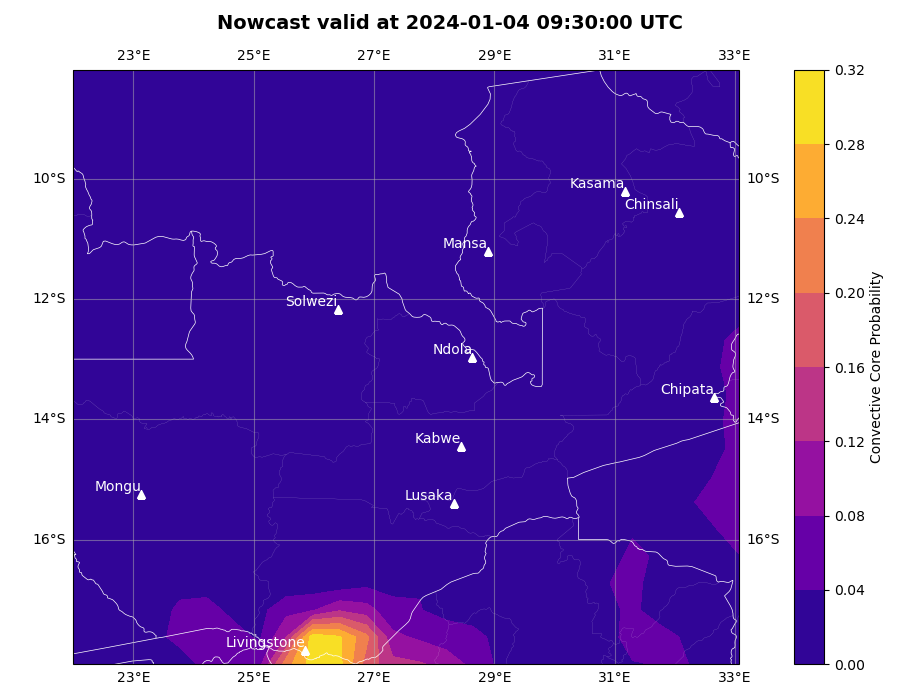 Nowcast valid at 2024-01-04 09:30:00 UTC
23°E 25°E 27°E 29°E 31°E 33°E
0.32
0.28
0.24
0.20
0.16
0.12
0.08
0.04
0.00
Convective Core Probability
10°S 10°S
12°S 12°S
14°S 14°S
16°S 16°S
Kasama
Chinsali
Mansa
Solwezi
Ndola
Chipata
Kabwe
Mongu
Lusaka
Livingstone
23°E 25°E 27°E 29°E 31°E 33°E